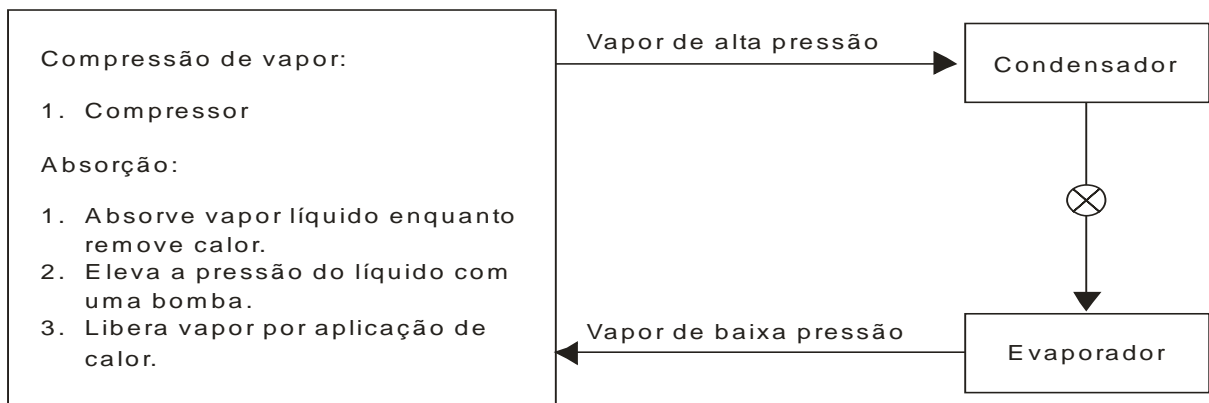 Compressão de vapor:
1. Compressor
Absorção:
1. Absorve vapor líquido enquanto
remove calor.
2. Eleva a pressão do líquido com
uma bomba.
3. Libera vapor por aplicação de
calor.
Vapor de alta pressão
Condensador
Vapor de baixa pressão
Evaporador